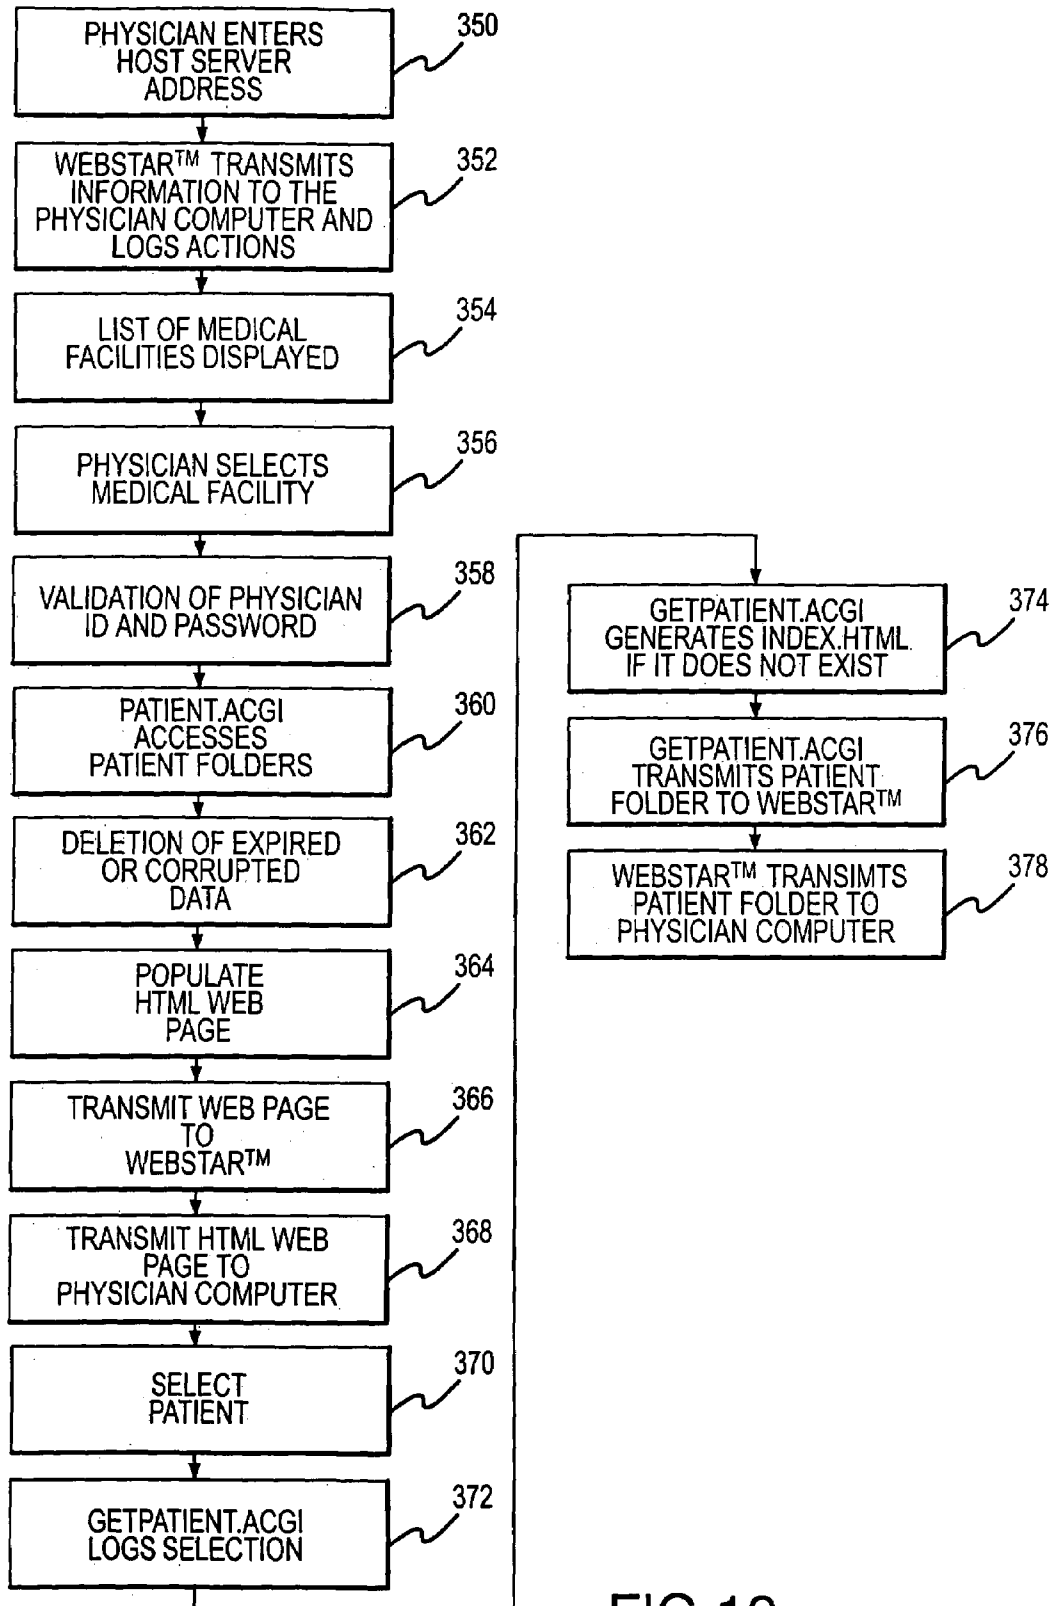 PHYSICIAN ENTERS
HOST SERVER
ADDRESS
350
WEBSTAR™ TRANSMITS
INFORMATION TO THE
PHYSICIAN COMPUTER AND
LOGS ACTIONS
352
LIST OF MEDICAL
FACILITIES DISPLAYED
354
PHYSICIAN SELECTS
MEDICAL FACILITY
356
VALIDATION OF PHYSICIAN
ID AND PASSWORD
358
PATIENT.ACGI
ACCESSES
PATIENT FOLDERS
360
DELETION OF EXPIRED
OR CORRUPTED
DATA
362
POPULATE
HTML WEB
PAGE
364
TRANSMIT WEB PAGE
TO
WEBSTAR™
366
TRANSMIT HTML WEB
PAGE TO
PHYSICIAN COMPUTER
368
SELECT
PATIENT
370
GETPATIENT.ACGI
LOGS SELECTION
372
GETPATIENT.ACGI
GENERATES INDEX.HTML
IF IT DOES NOT EXIST
374
GETPATIENT.ACGI
TRANSMITS PATIENT
FOLDER TO WEBSTAR™
376
WEBSTAR™ TRANSIMTS
PATIENT FOLDER TO
PHYSICIAN COMPUTER
378